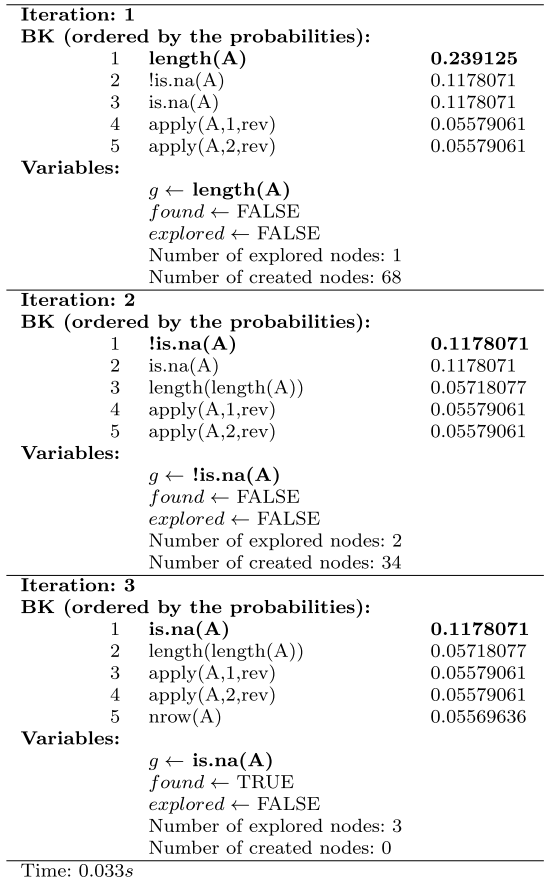 Iteration: 1
BK (ordered by the probabilities):
1 length(A) 0.239125
2 !is.na(A) 0.1178071
3 is.na(A) 0.1178071
4 apply(A,1,rev) 0.05579061
5 apply(A,2,rev) 0.05579061
Variables:
g ← length(A)
found ← FALSE
explored ← FALSE
Number of explored nodes: 1
Number of created nodes: 68
Iteration: 2
BK (ordered by the probabilities):
1 !is.na(A) 0.1178071
2 is.na(A) 0.1178071
3 length(length(A)) 0.05718077
4 apply(A,1,rev) 0.05579061
5 apply(A,2,rev) 0.05579061
Variables:
g ← !is.na(A)
found ← FALSE
explored ← FALSE
Number of explored nodes: 2
Number of created nodes: 34
Iteration: 3
BK (ordered by the probabilities):
1 is.na(A) 0.1178071
2 length(length(A)) 0.05718077
3 apply(A,1,rev) 0.05579061
4 apply(A,2,rev) 0.05579061
5 nrow(A) 0.05569636
Variables:
g ← is.na(A)
found ← TRUE
explored ← FALSE
Number of explored nodes: 3
Number of created nodes: 0
Time: 0.033s